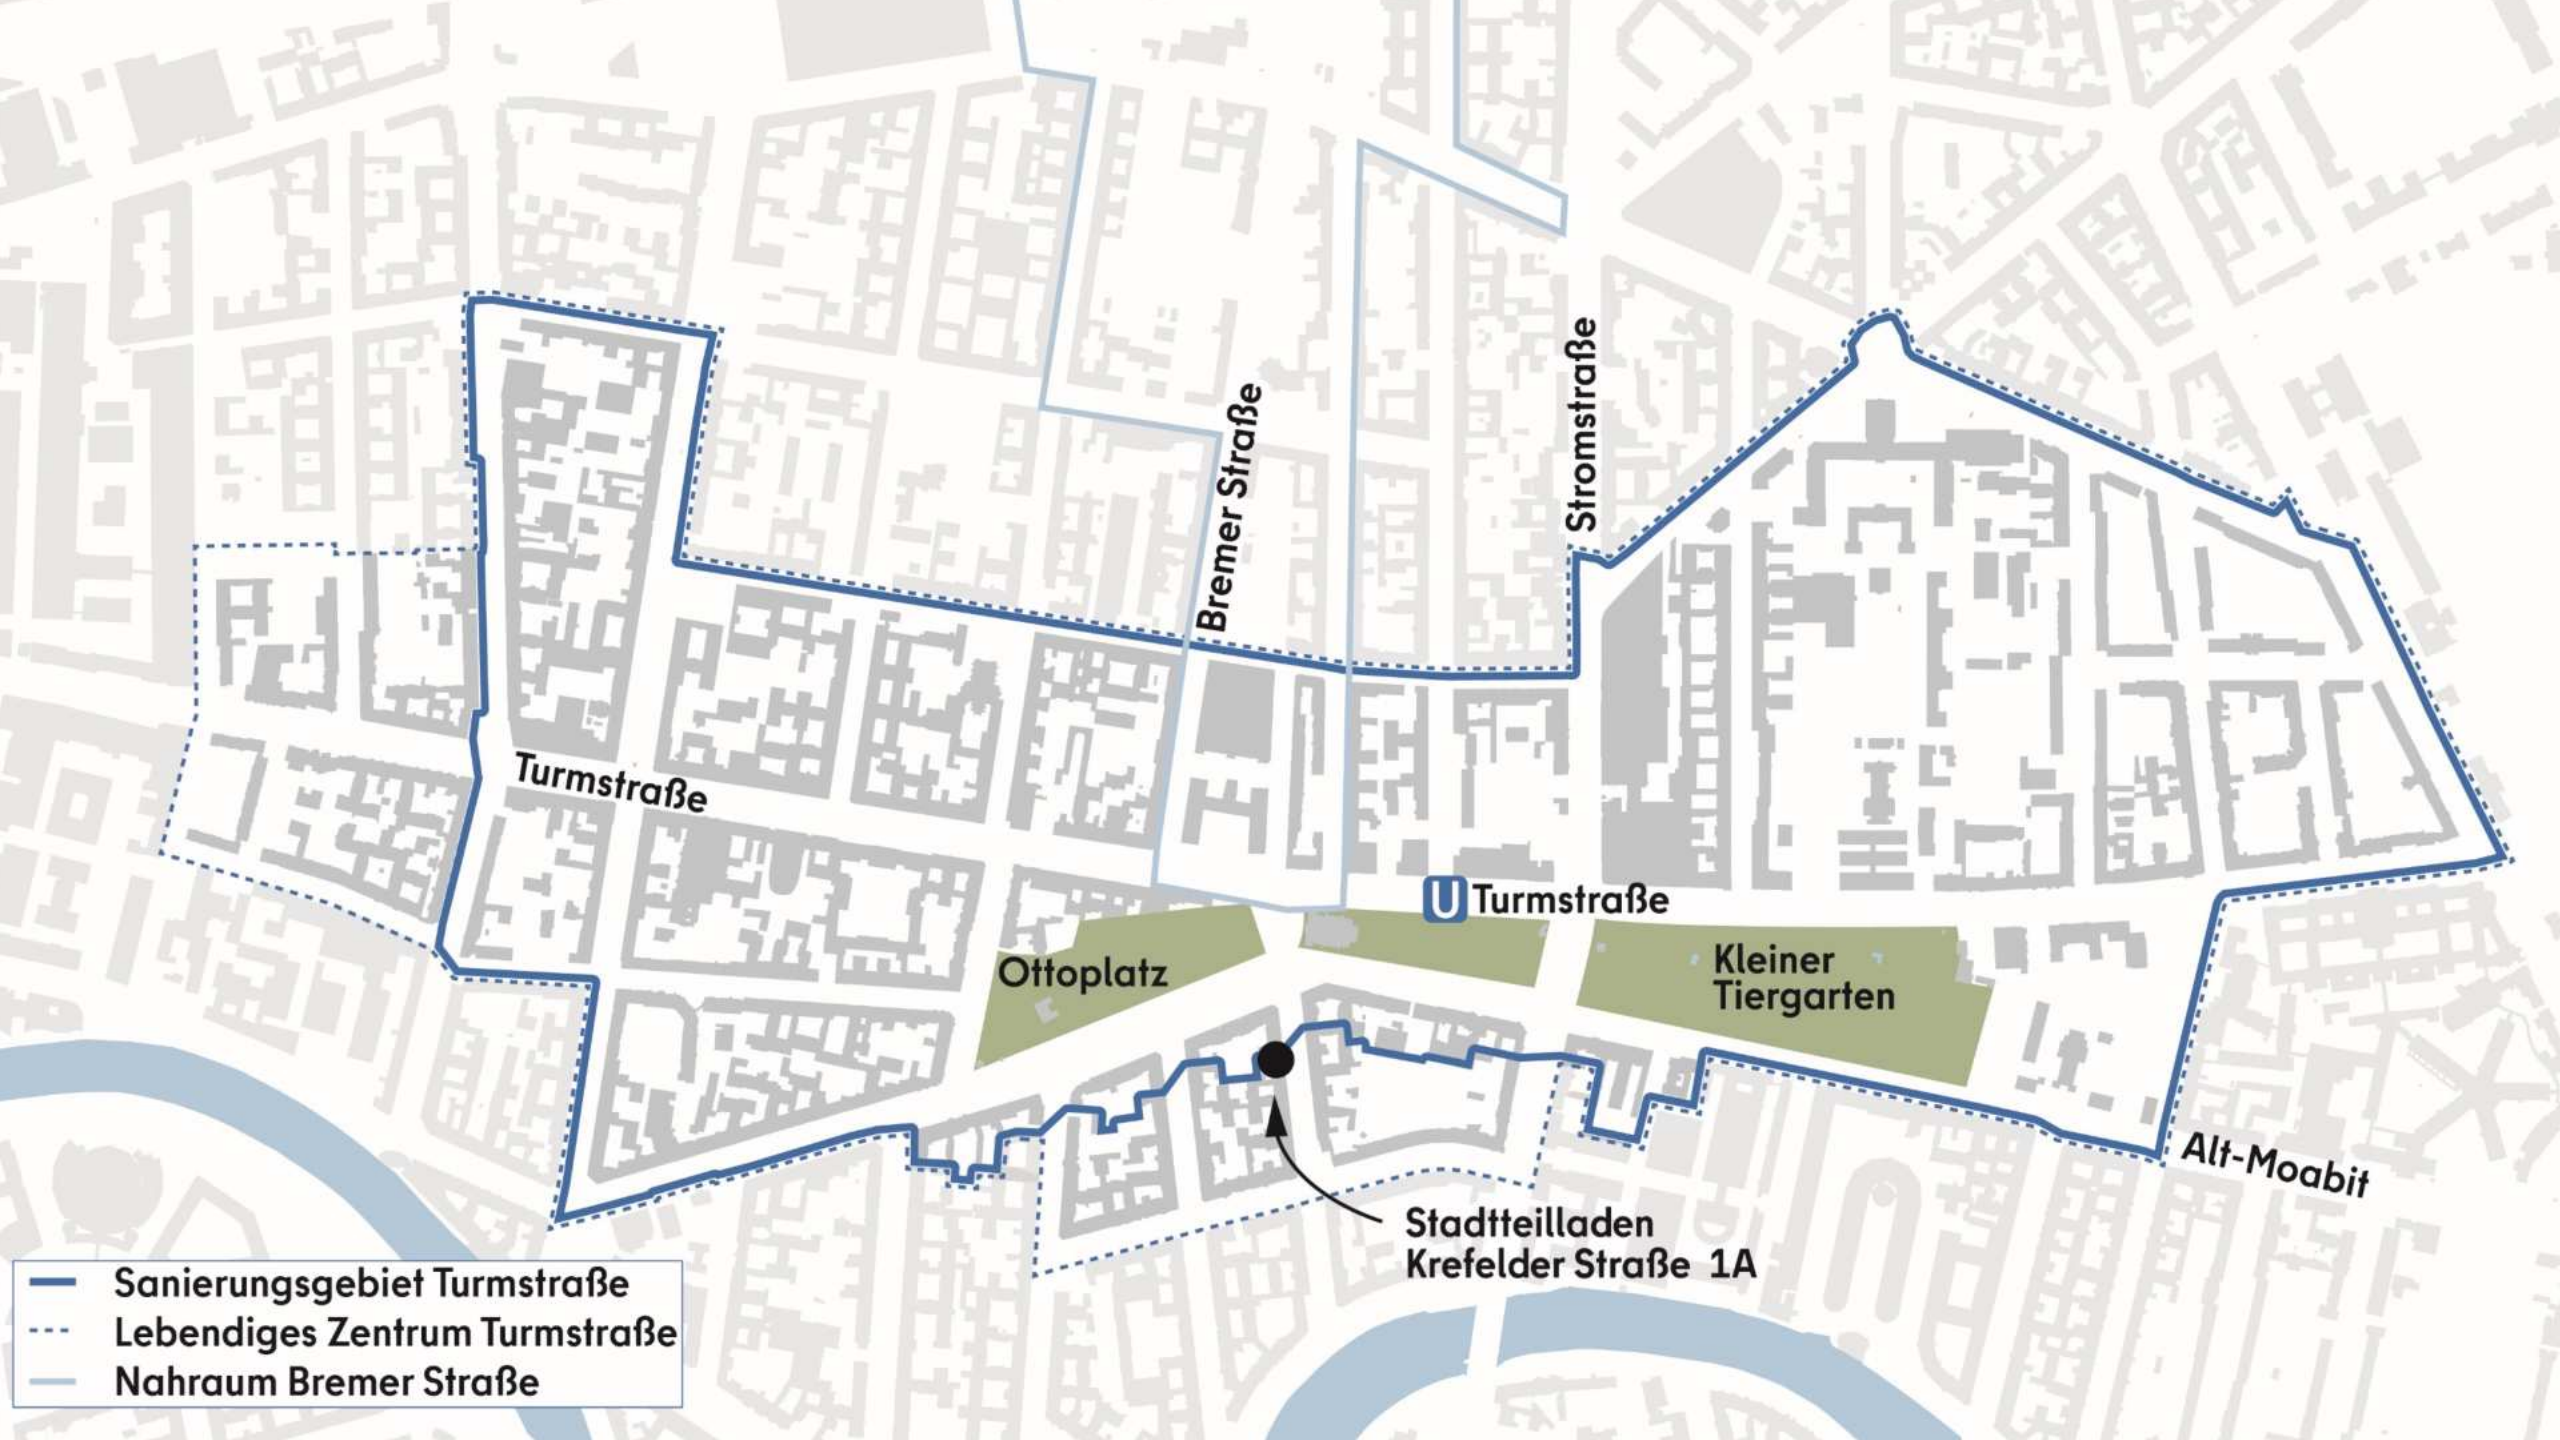 Bremer Straße
Stromstraße
Turmstraße
U Turmstraße
Ottoplatz
Kleiner
Tiergarten
Alt-Moabit
Stadtteilladen
Krefelder Straße 1A
Sanierungsgebiet Turmstraße
Lebendiges Zentrum Turmstraße
Nahraum Bremer Straße